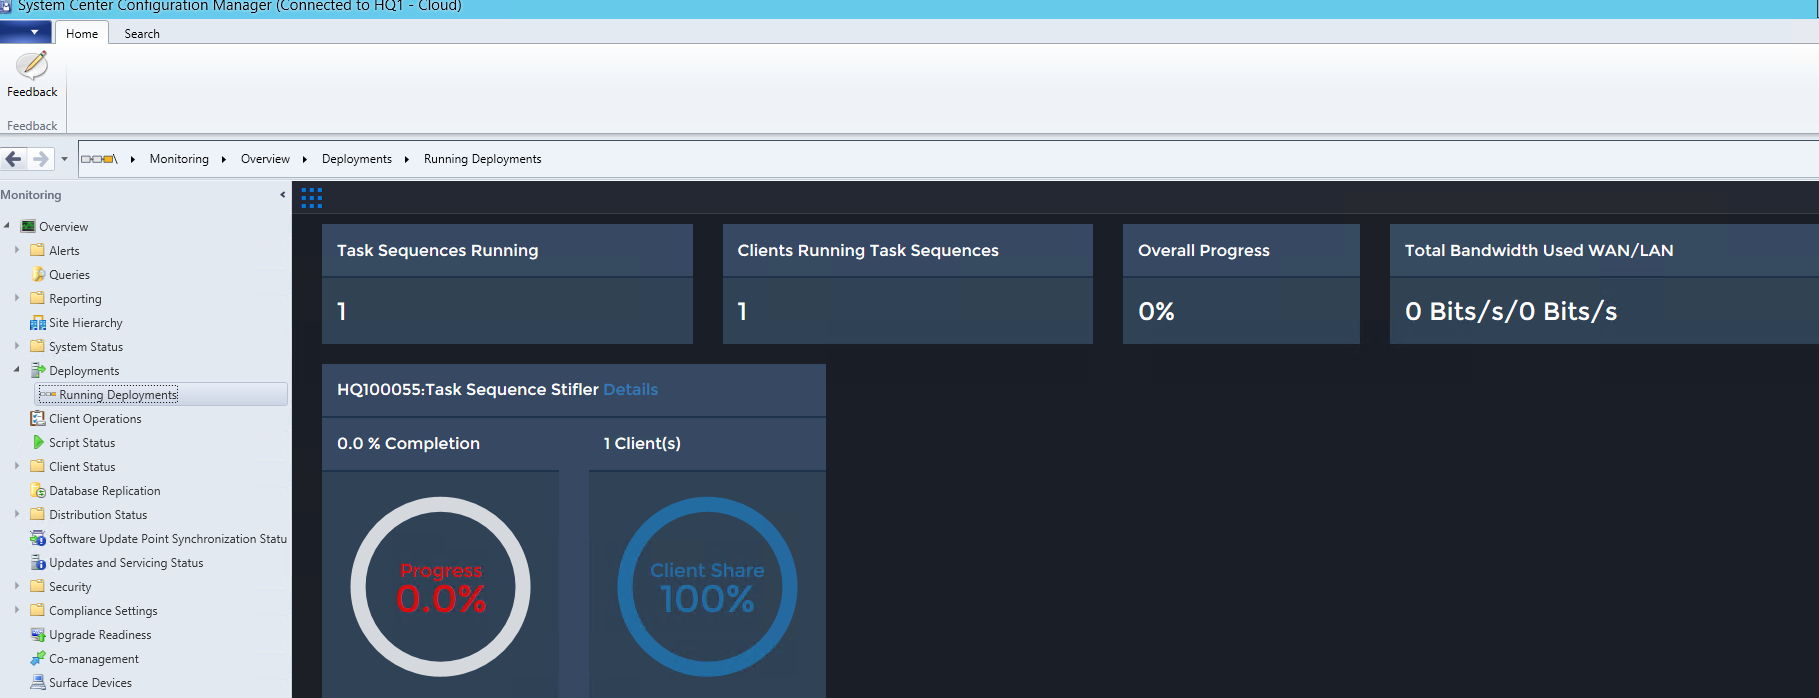 System Center Configuration Manager (Connected to HQ1 - Cloud)
Home Search
Feedback
Feedback
\ Monitoring Overview Deployments Running Deployments
Monitoring
Overview
Alerts
Queries
Reporting
Site Hierarchy
System Status
Deployments
Running Deployments
Client Operations
Script Status
Client Status
Database Replication
Distribution Status
Software Update Point Synchronization Statu
Updates and Servicing Status
Security
Compliance Settings
Upgrade Readiness
Co-management
Surface Devices
Task Sequences Running
1
Clients Running Task Sequences
1
Overall Progress
0%
Total Bandwidth Used WAN/LAN
0 Bits/s/0 Bits/s
HQ100055:Task Sequence Stifler Details
0.0 % Completion
1 Client(s)
Progress
0.0%
Client Share
100%